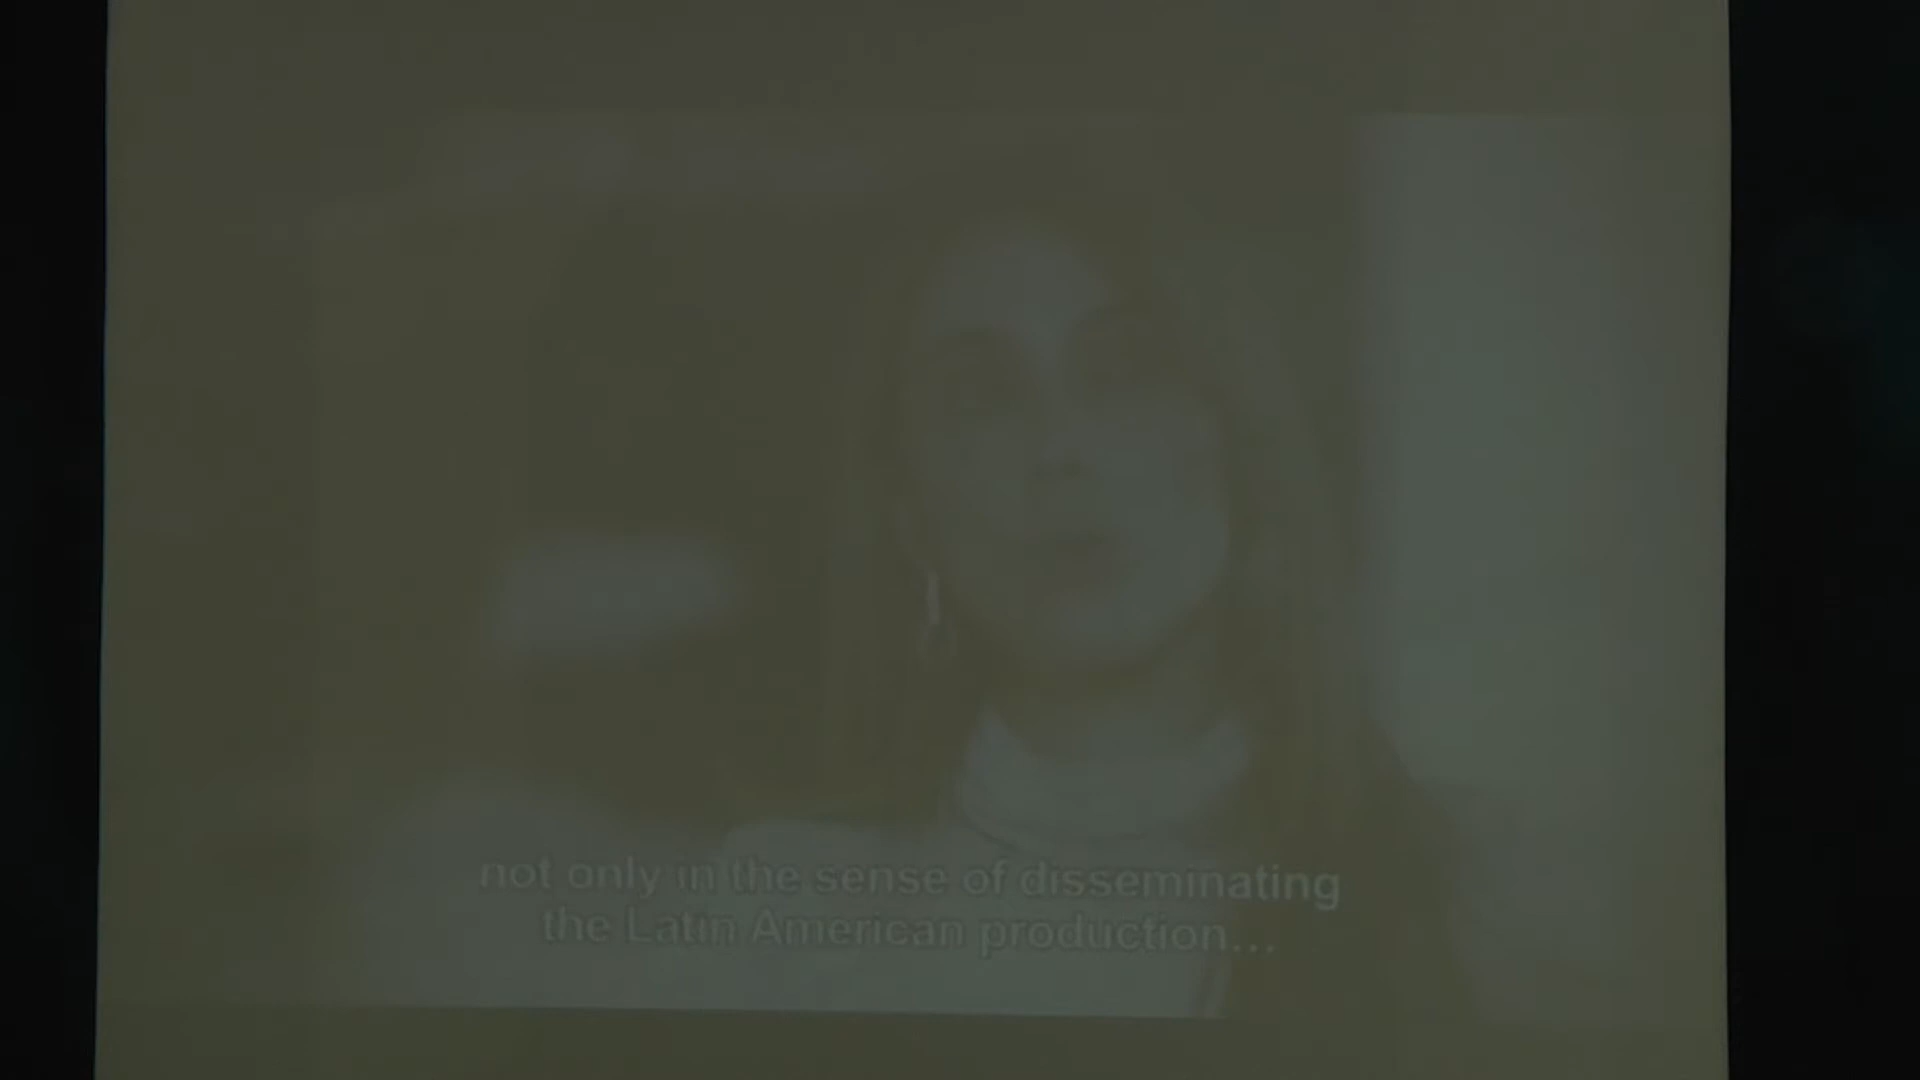 not only in the sense of disseminating
the Latin American production...